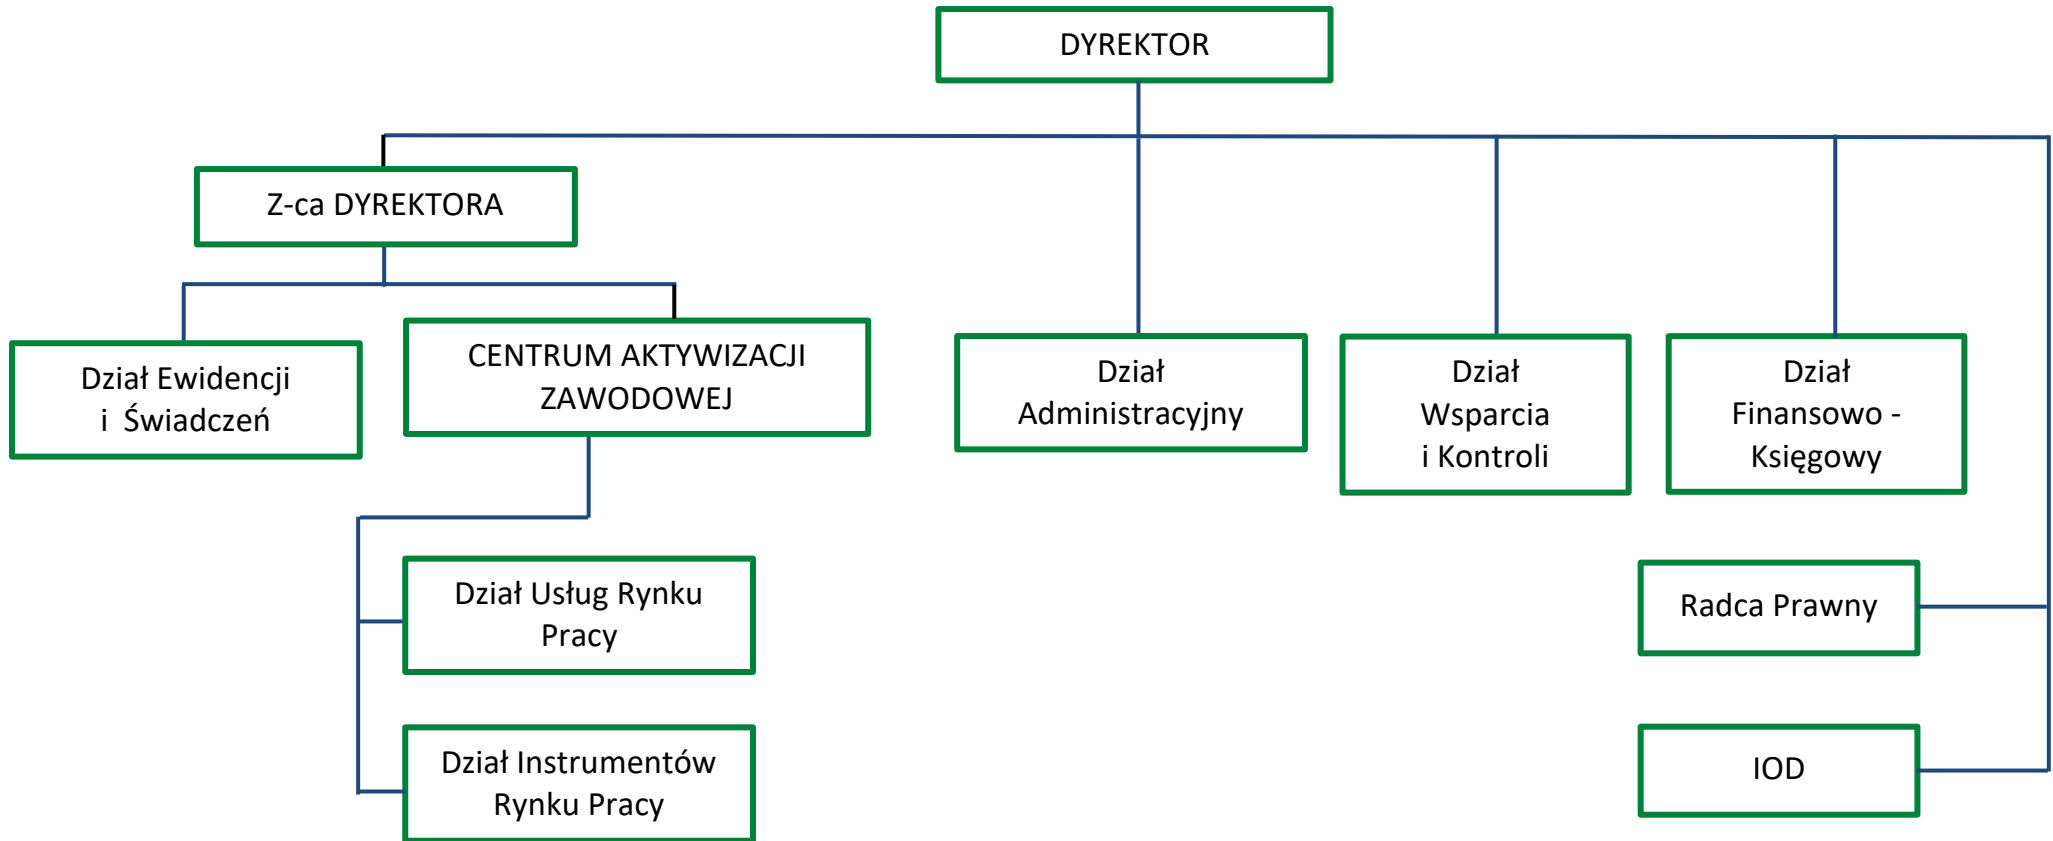 DYREKTOR
Z-ca DYREKTORA
Dział Ewidencji
i Świadczeń
CENTRUM AKTYWIZACJI
ZAWODOWEJ
Dział
Administracyjny
Dział
Wsparcia
i Kontroli
Dział
Finansowo -
Księgowy
Dział Usług Rynku
Pracy
Radca Prawny
Dział Instrumentów
Rynku Pracy
IOD